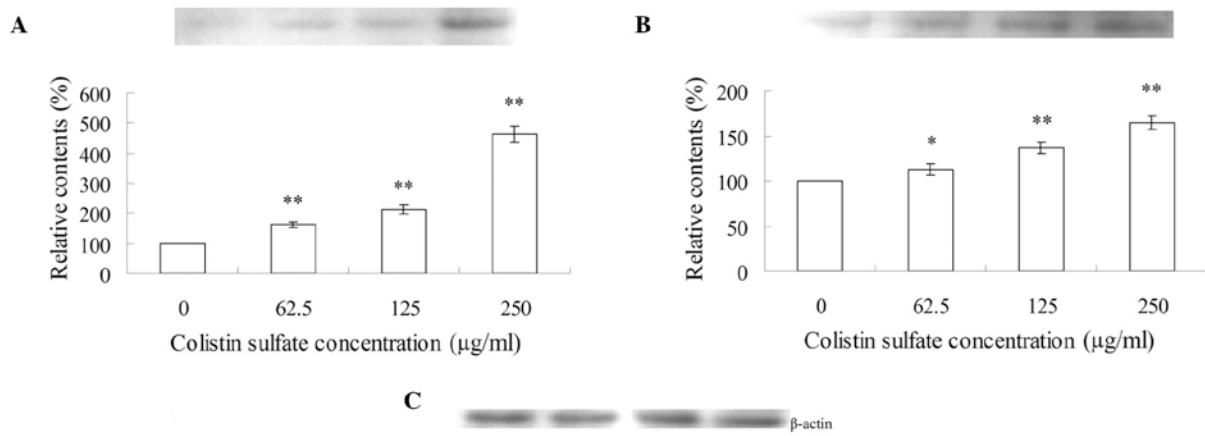 A
Relative contents (%)
600
500
400
300
200
100
0
**
**
**
0 62.5 125 250
Colistin sulfate concentration (μg/ml)
B
Relative contents (%)
200
150
100
50
0
*
**
**
0 62.5 125 250
Colistin sulfate concentration (μg/ml)
C
β-actin